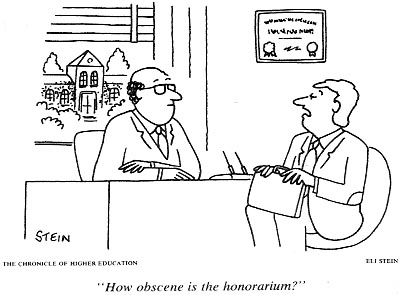 STEIN
THE CHRONICLE OF HIGHER EDUCATION ELI STEIN
"How obscene is the honorarium?"